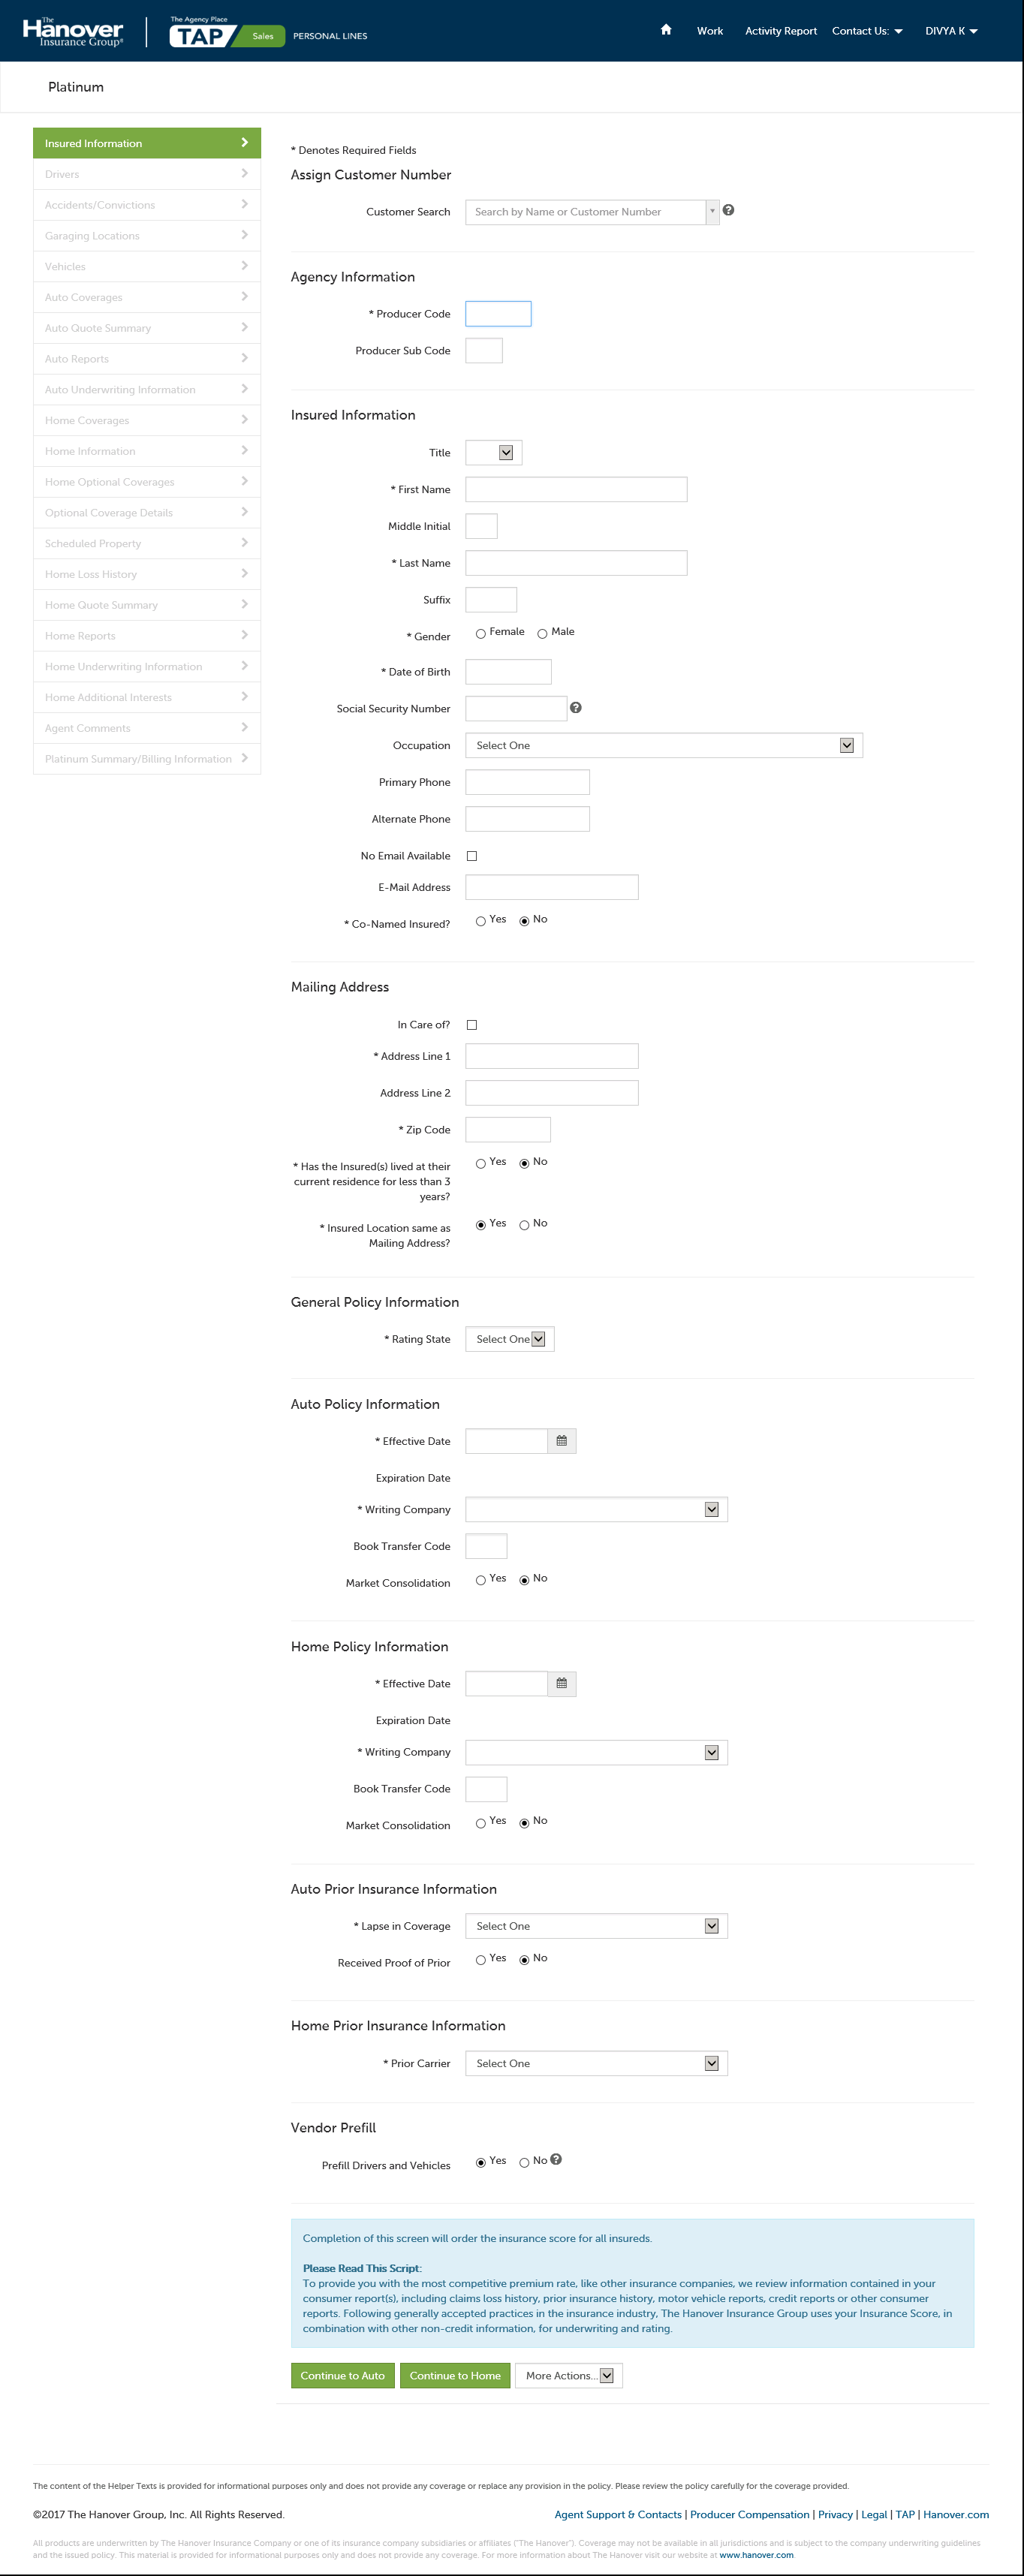 The
Hanover
Insurance Group®
The Agency Place
TAP Sales PERSONAL LINES
Work Activity Report Contact Us: DIVYA K
Platinum
Insured Information
Drivers
Accidents/Convictions
Garaging Locations
Vehicles
Auto Coverages
Auto Quote Summary
Auto Reports
Auto Underwriting Information
Home Coverages
Home Information
Home Optional Coverages
Optional Coverage Details
Scheduled Property
Home Loss History
Home Quote Summary
Home Reports
Home Underwriting Information
Home Additional Interests
Agent Comments
Platinum Summary/Billing Information
* Denotes Required Fields
Assign Customer Number
Customer Search Search by Name or Customer Number
Agency Information
* Producer Code
Producer Sub Code
Insured Information
Title
* First Name
Middle Initial
* Last Name
Suffix
* Gender Female Male
* Date of Birth
Social Security Number
Occupation Select One
Primary Phone
Alternate Phone
No Email Available
E-Mail Address
* Co-Named Insured? Yes No
Mailing Address
In Care of?
* Address Line 1
Address Line 2
* Zip Code
* Has the Insured(s) lived at their Yes No
current residence for less than 3
years?
* Insured Location same as Yes No
Mailing Address?
General Policy Information
* Rating State Select One
Auto Policy Information
* Effective Date
Expiration Date
* Writing Company
Book Transfer Code
Market Consolidation Yes No
Home Policy Information
* Effective Date
Expiration Date
* Writing Company
Book Transfer Code
Market Consolidation Yes No
Auto Prior Insurance Information
* Lapse in Coverage Select One
Received Proof of Prior Yes No
Home Prior Insurance Information
* Prior Carrier Select One
Vendor Prefill
Prefill Drivers and Vehicles Yes No
Completion of this screen will order the insurance score for all insureds.
Please Read This Script:
To provide you with the most competitive premium rate, like other insurance companies, we review information contained in your
consumer report(s), including claims loss history, prior insurance history, motor vehicle reports, credit reports or other consumer
reports. Following generally accepted practices in the insurance industry, The Hanover Insurance Group uses your Insurance Score, in
combination with other non-credit information, for underwriting and rating.
Continue to Auto Continue to Home More Actions...
The content of the Helper Texts is provided for informational purposes only and does not provide any coverage or replace any provision in the policy. Please review the policy carefully for the coverage provided.
©2017 The Hanover Group, Inc. All Rights Reserved. Agent Support & Contacts | Producer Compensation | Privacy | Legal | TAP | Hanover.com
All products are underwritten by The Hanover Insurance Company or one of its insurance company subsidiaries or affiliates ("The Hanover"). Coverage may not be available in all jurisdictions and is subject to the company underwriting guidelines
and the issued policy. This material is provided for informational purposes only and does not provide any coverage. For more information about The Hanover visit our website at www.hanover.com